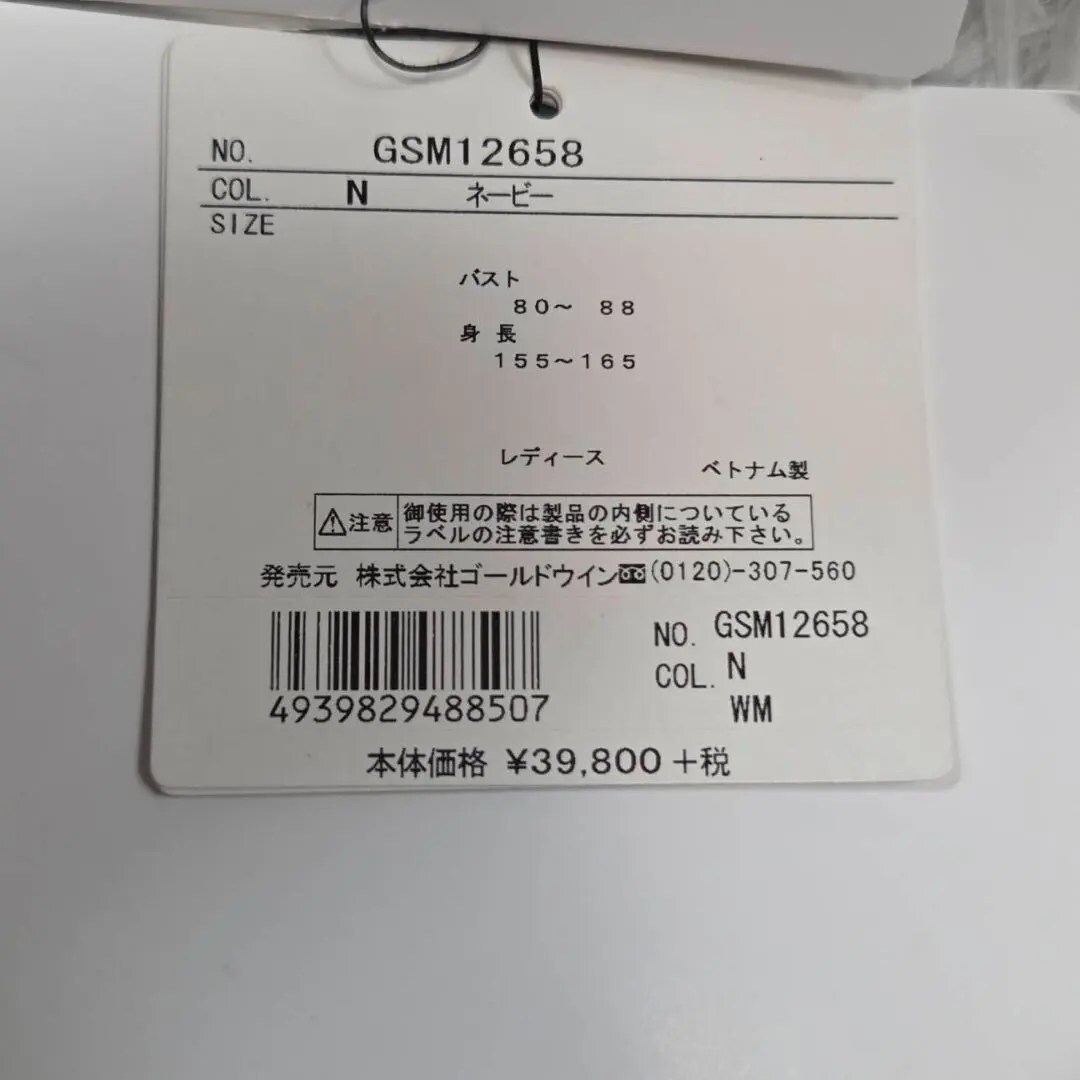 NO. GSM12658
COL. N ネービー
SIZE
バスト
80～ 88
身長
155～165
レディース
ベトナム製
注意 御使用の際は製品の内側についている
ラベルの注意書きを必ずお読み下さい。
発売元 株式会社ゴールドウイン (0120)-307-560
NO. GSM12658
COL. N
WM
4939829488507
本体価格 ¥39,800+税